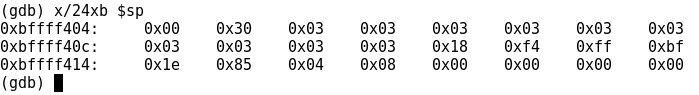 (gdb) x/24xb $sp
0xbffff404: 0x00 0x30 0x03 0x03 0x03 0x03 0x03 0x03
0xbffff40c: 0x03 0x03 0x03 0x03 0x18 0xf4 0xff 0xbf
0xbffff414: 0x1e 0x85 0x04 0x08 0x00 0x00 0x00 0x00
(gdb)